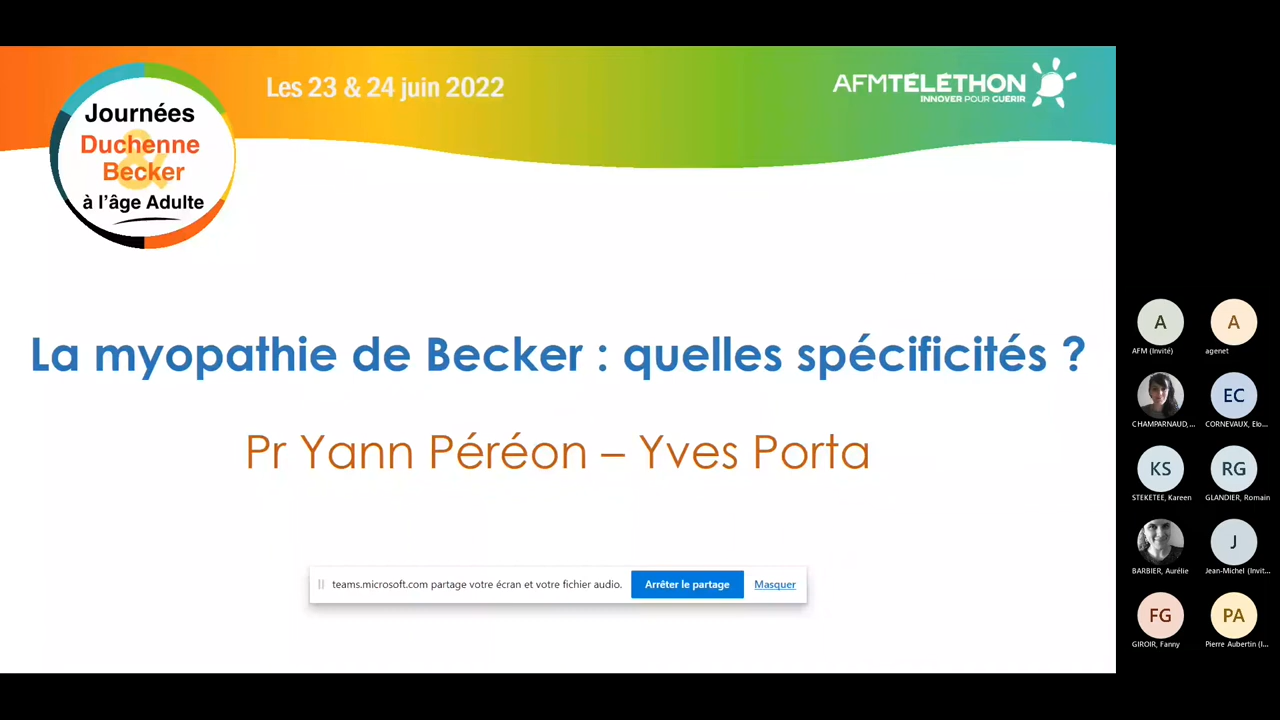 Les 23 & 24 juin 2022
AFMTÉLÉTHON
INNOVER POUR GUÉRIR
Journées
Duchenne
&
Becker
à l'âge Adulte
La myopathie de Becker : quelles spécificités ?
Pr Yann Péréon – Yves Porta
teams.microsoft.com partage votre écran et votre fichier audio.
Arrêter le partage
Masquer
A
AFM (Invité)
A
agenet
CHAMPARNAUD,...
EC
CORNEVAUX, Elo...
KS
STEKETEE, Kareen
RG
GLANDIER, Romain
BARBIER, Aurélie
J
Jean-Michel (Invit...
FG
GIROIR, Fanny
PA
Pierre Aubertin (I...